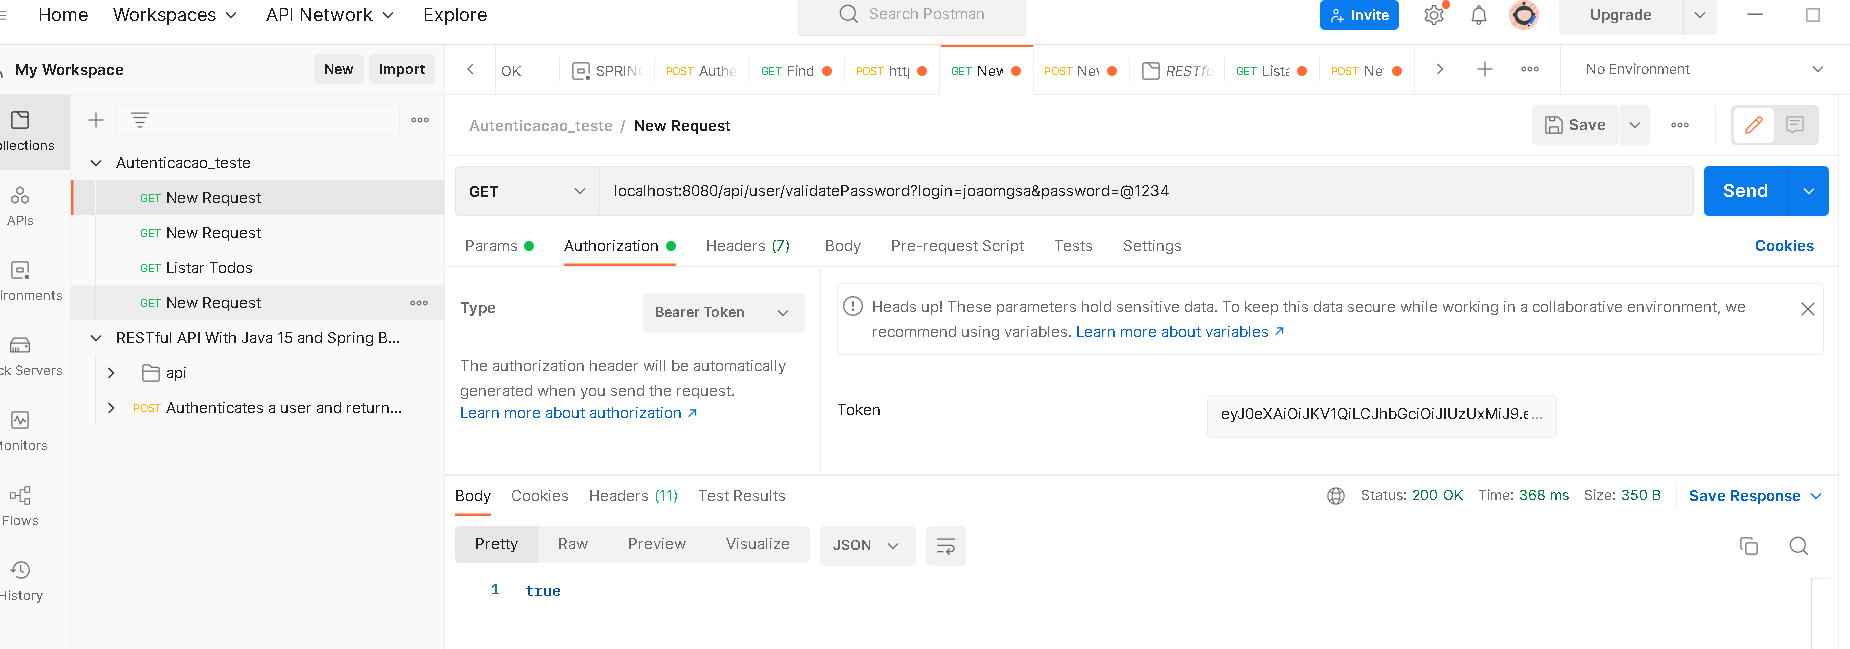 Home Workspaces API Network Explore Search Postman Invite Upgrade
My Workspace New Import OK SPRIN POST Authe GET Find POST htt GET New POST Ne RESTfu GET Lista POST Ne No Environment
ollections
Autenticacao_teste / New Request Save
Autenticacao_teste
GET New Request
GET New Request
GET Listar Todos
GET New Request
RESTful API With Java 15 and Spring B...
api
POST Authenticates a user and return...
APIs
ironments
ck Servers
onitors
Flows
History
GET localhost:8080/api/user/validatePassword?login=joaomgsa&password=@1234 Send
Params Authorization Headers (7) Body Pre-request Script Tests Settings Cookies
Type Bearer Token
The authorization header will be automatically
generated when you send the request.
Learn more about authorization ↗
Heads up! These parameters hold sensitive data. To keep this data secure while working in a collaborative environment, we
recommend using variables. Learn more about variables ↗
Token eyJ0eXAiOiJKV1QiLCJhbGciOiJIUzUxMiJ9.e...
Body Cookies Headers (11) Test Results Status: 200 OK Time: 368 ms Size: 350 B Save Response
Pretty Raw Preview Visualize JSON
1 true